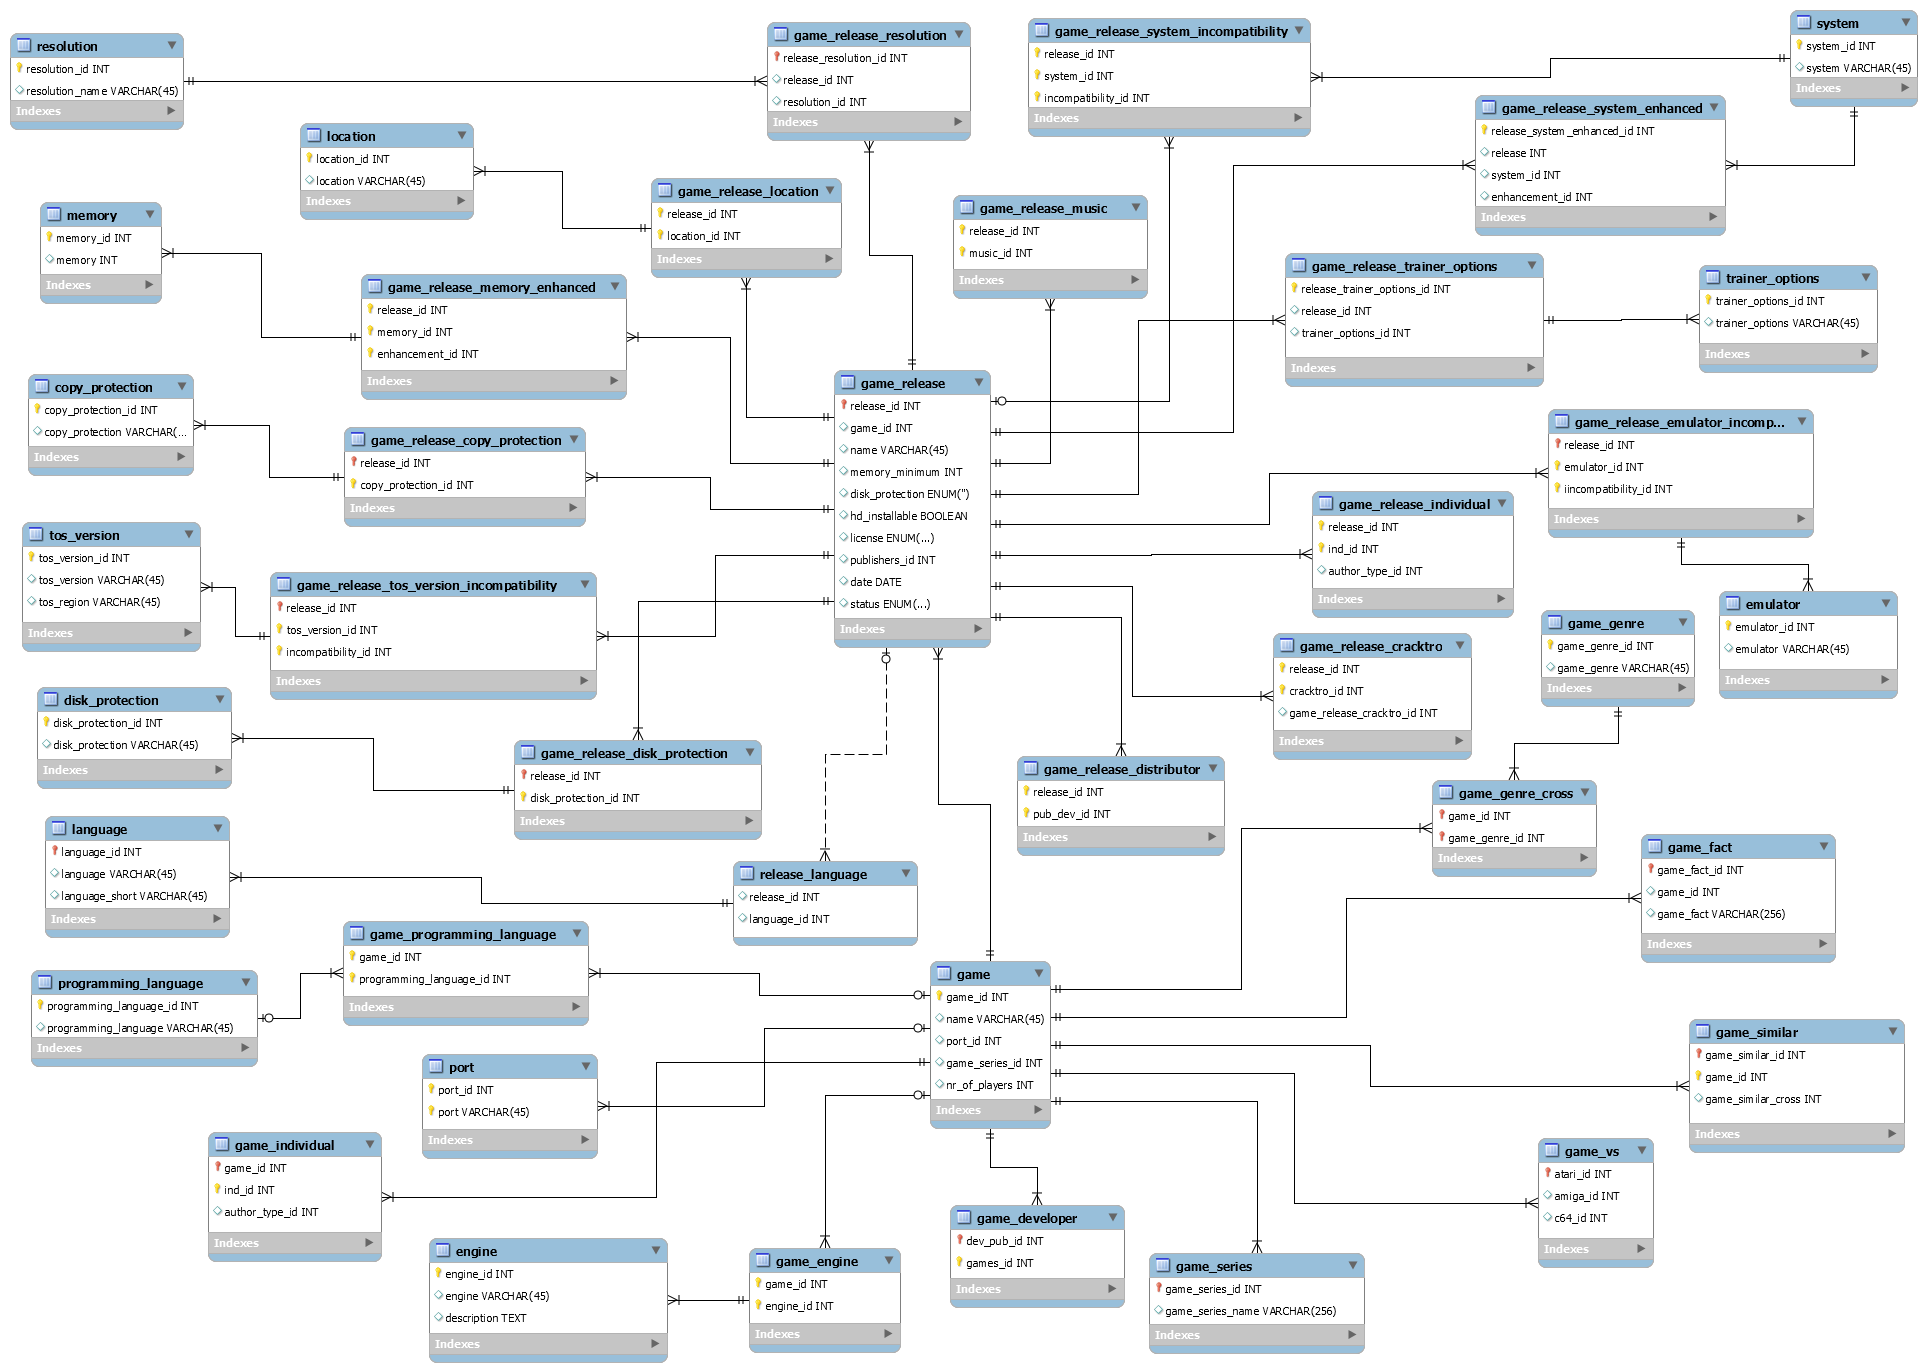 resolution
resolution_id INT
resolution_name VARCHAR(45)
Indexes
game_release_resolution
release_resolution_id INT
release_id INT
resolution_id INT
Indexes
game_release_system_incompatibility
release_id INT
system_id INT
incompatibility_id INT
Indexes
system
system_id INT
system VARCHAR(45)
Indexes
game_release_system_enhanced
release_system_enhanced_id INT
release INT
system_id INT
enhancement_id INT
Indexes
location
location_id INT
location VARCHAR(45)
Indexes
game_release_location
release_id INT
location_id INT
Indexes
game_release_music
release_id INT
music_id INT
Indexes
memory
memory_id INT
memory INT
Indexes
game_release_memory_enhanced
release_id INT
memory_id INT
enhancement_id INT
Indexes
game_release_trainer_options
release_trainer_options_id INT
release_id INT
trainer_options_id INT
Indexes
trainer_options
trainer_options_id INT
trainer_options VARCHAR(45)
Indexes
copy_protection
copy_protection_id INT
copy_protection VARCHAR(...
Indexes
game_release_copy_protection
release_id INT
copy_protection_id INT
Indexes
game_release
release_id INT
game_id INT
name VARCHAR(45)
memory_minimum INT
disk_protection ENUM('')
hd_installable BOOLEAN
license ENUM(...)
publishers_id INT
date DATE
status ENUM(...)
Indexes
game_release_emulator_incomp...
release_id INT
emulator_id INT
iincompatibility_id INT
Indexes
game_release_individual
release_id INT
ind_id INT
author_type_id INT
Indexes
tos_version
tos_version_id INT
tos_version VARCHAR(45)
tos_region VARCHAR(45)
Indexes
game_release_tos_version_incompatibility
release_id INT
tos_version_id INT
incompatibility_id INT
Indexes
emulator
emulator_id INT
emulator VARCHAR(45)
Indexes
game_genre
game_genre_id INT
game_genre VARCHAR(45)
Indexes
game_release_cracktro
release_id INT
cracktro_id INT
game_release_cracktro_id INT
Indexes
disk_protection
disk_protection_id INT
disk_protection VARCHAR(45)
Indexes
game_release_disk_protection
release_id INT
disk_protection_id INT
Indexes
game_release_distributor
release_id INT
pub_dev_id INT
Indexes
game_genre_cross
game_id INT
game_genre_id INT
Indexes
language
language_id INT
language VARCHAR(45)
language_short VARCHAR(45)
Indexes
release_language
release_id INT
language_id INT
game_fact
game_fact_id INT
game_id INT
game_fact VARCHAR(256)
Indexes
game_programming_language
game_id INT
programming_language_id INT
Indexes
programming_language
programming_language_id INT
programming_language VARCHAR(45)
Indexes
game
game_id INT
name VARCHAR(45)
port_id INT
game_series_id INT
nr_of_players INT
Indexes
game_similar
game_similar_id INT
game_id INT
game_similar_cross INT
Indexes
port
port_id INT
port VARCHAR(45)
Indexes
game_individual
game_id INT
ind_id INT
author_type_id INT
Indexes
game_vs
atari_id INT
amiga_id INT
c64_id INT
Indexes
game_developer
dev_pub_id INT
games_id INT
Indexes
engine
engine_id INT
engine VARCHAR(45)
description TEXT
Indexes
game_engine
game_id INT
engine_id INT
Indexes
game_series
game_series_id INT
game_series_name VARCHAR(256)
Indexes